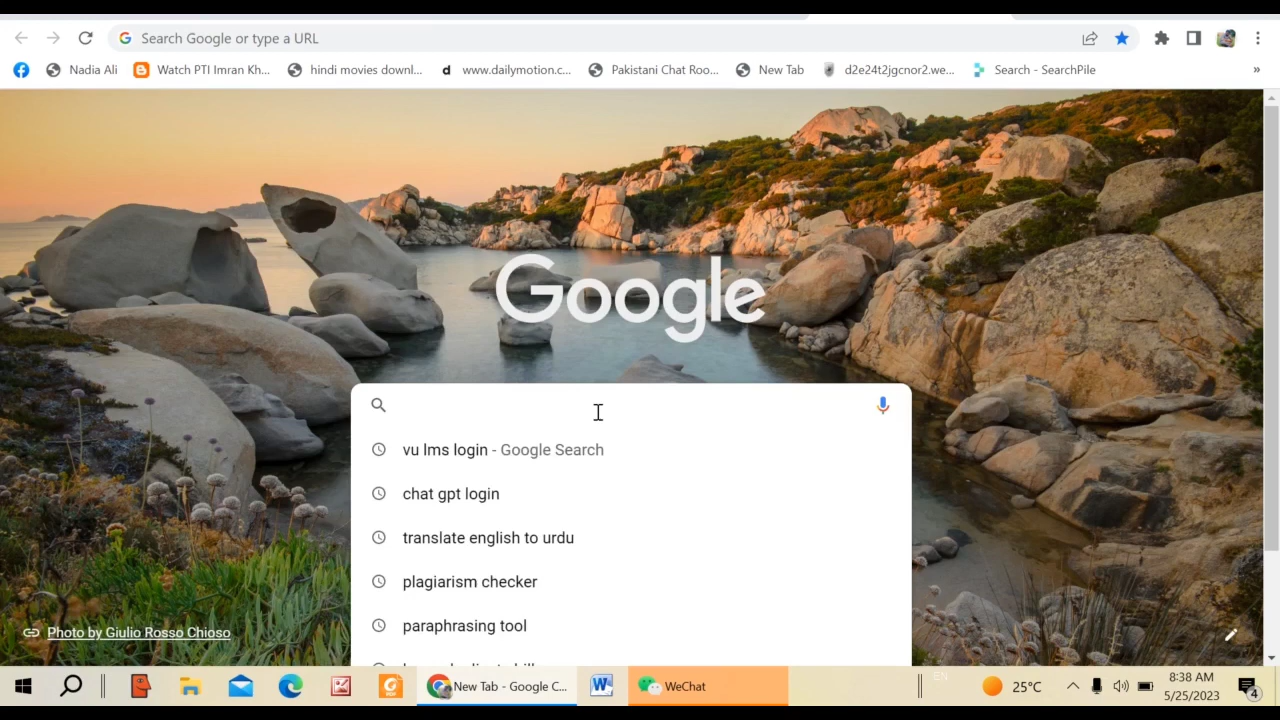 Search Google or type a URL
Nadia Ali
Watch PTI Imran Kh...
hindi movies downl...
www.dailymotion.c...
Pakistani Chat Roo...
New Tab
d2e24t2jgcnor2.we...
Search - SearchPile
»
Google
vu lms login - Google Search
chat gpt login
translate english to urdu
plagiarism checker
paraphrasing tool
Photo by Giulio Rosso Chioso
New Tab - Google C...
WeChat
EN
25°C
8:38 AM
5/25/2023
4